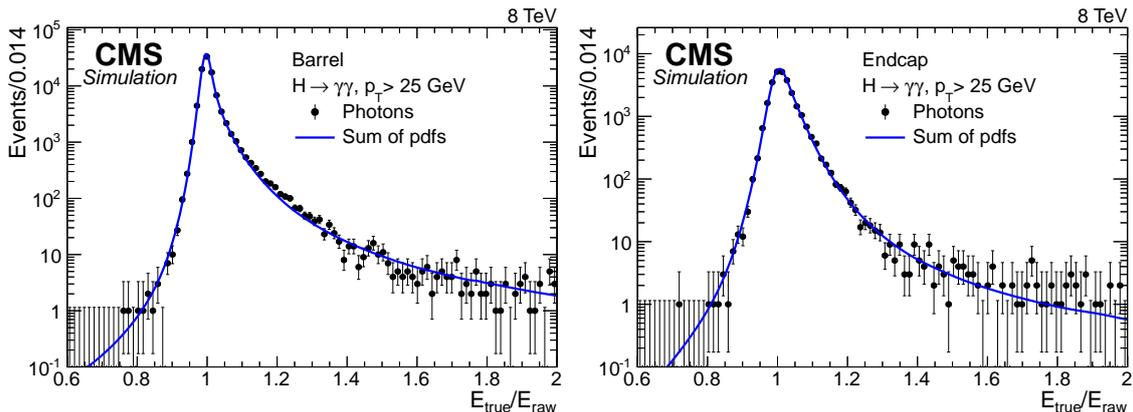 8 TeV
Events/0.014
CMS
Simulation
Barrel
H→γγ, p_T> 25 GeV
Photons
Sum of pdfs
10^5
10^4
10^3
10^2
10
1
10^-1
0.6 0.8 1 1.2 1.4 1.6 1.8 2
E_true/E_raw
8 TeV
Events/0.014
CMS
Simulation
Endcap
H→γγ, p_T> 25 GeV
Photons
Sum of pdfs
10^4
10^3
10^2
10
1
10^-1
0.6 0.8 1 1.2 1.4 1.6 1.8 2
E_true/E_raw